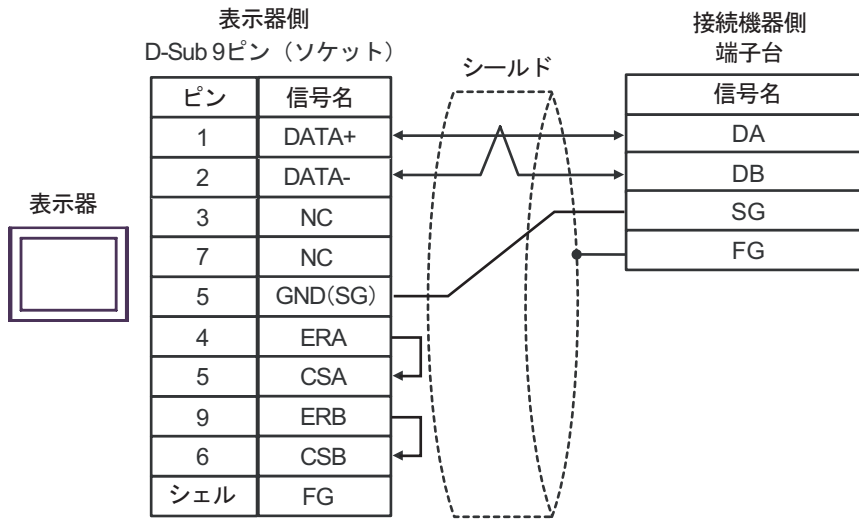 表示器側
D-Sub 9ピン（ソケット）
接続機器側
端子台
シールド
表示器
ピン 信号名
1 DATA+
2 DATA-
3 NC
7 NC
5 GND(SG)
4 ERA
5 CSA
9 ERB
6 CSB
シェル FG
信号名
DA
DB
SG
FG